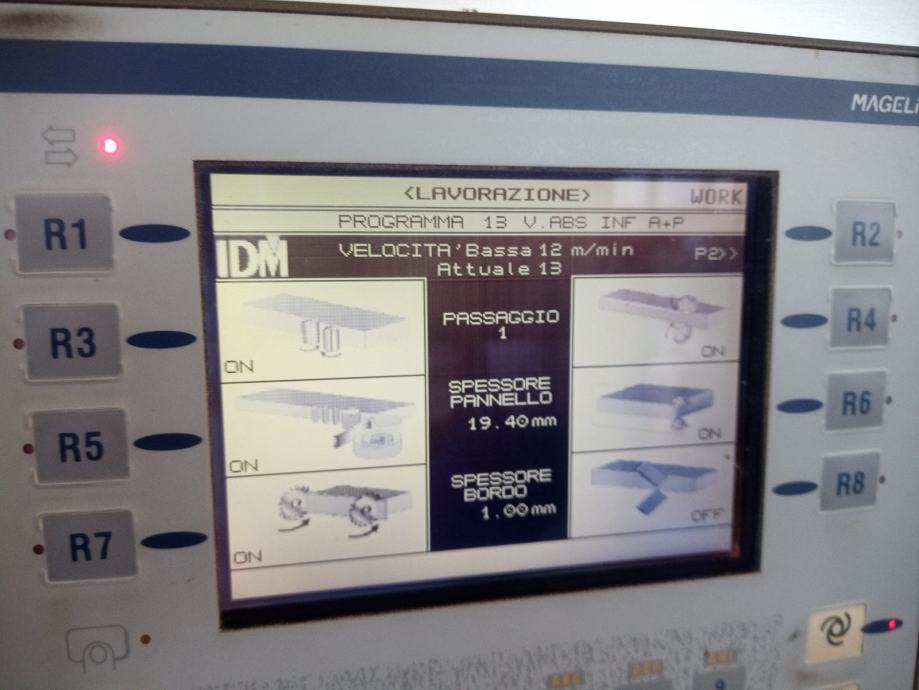 MAGELi
<LAVORAZIONE> WORK
PROGRAMMA 13 V.ABS INF A+P
IDM
VELOCITA'Bassa 12 m/min P2>>
Attuale 13
R1
R2
R3
R4
R5
R6
R7
R8
PASSAGGIO
1
ON
ON
SPESSORE
PANNELLO
19.40mm
ON
ON
SPESSORE
BORDO
1.00mm
ON
OFF
9